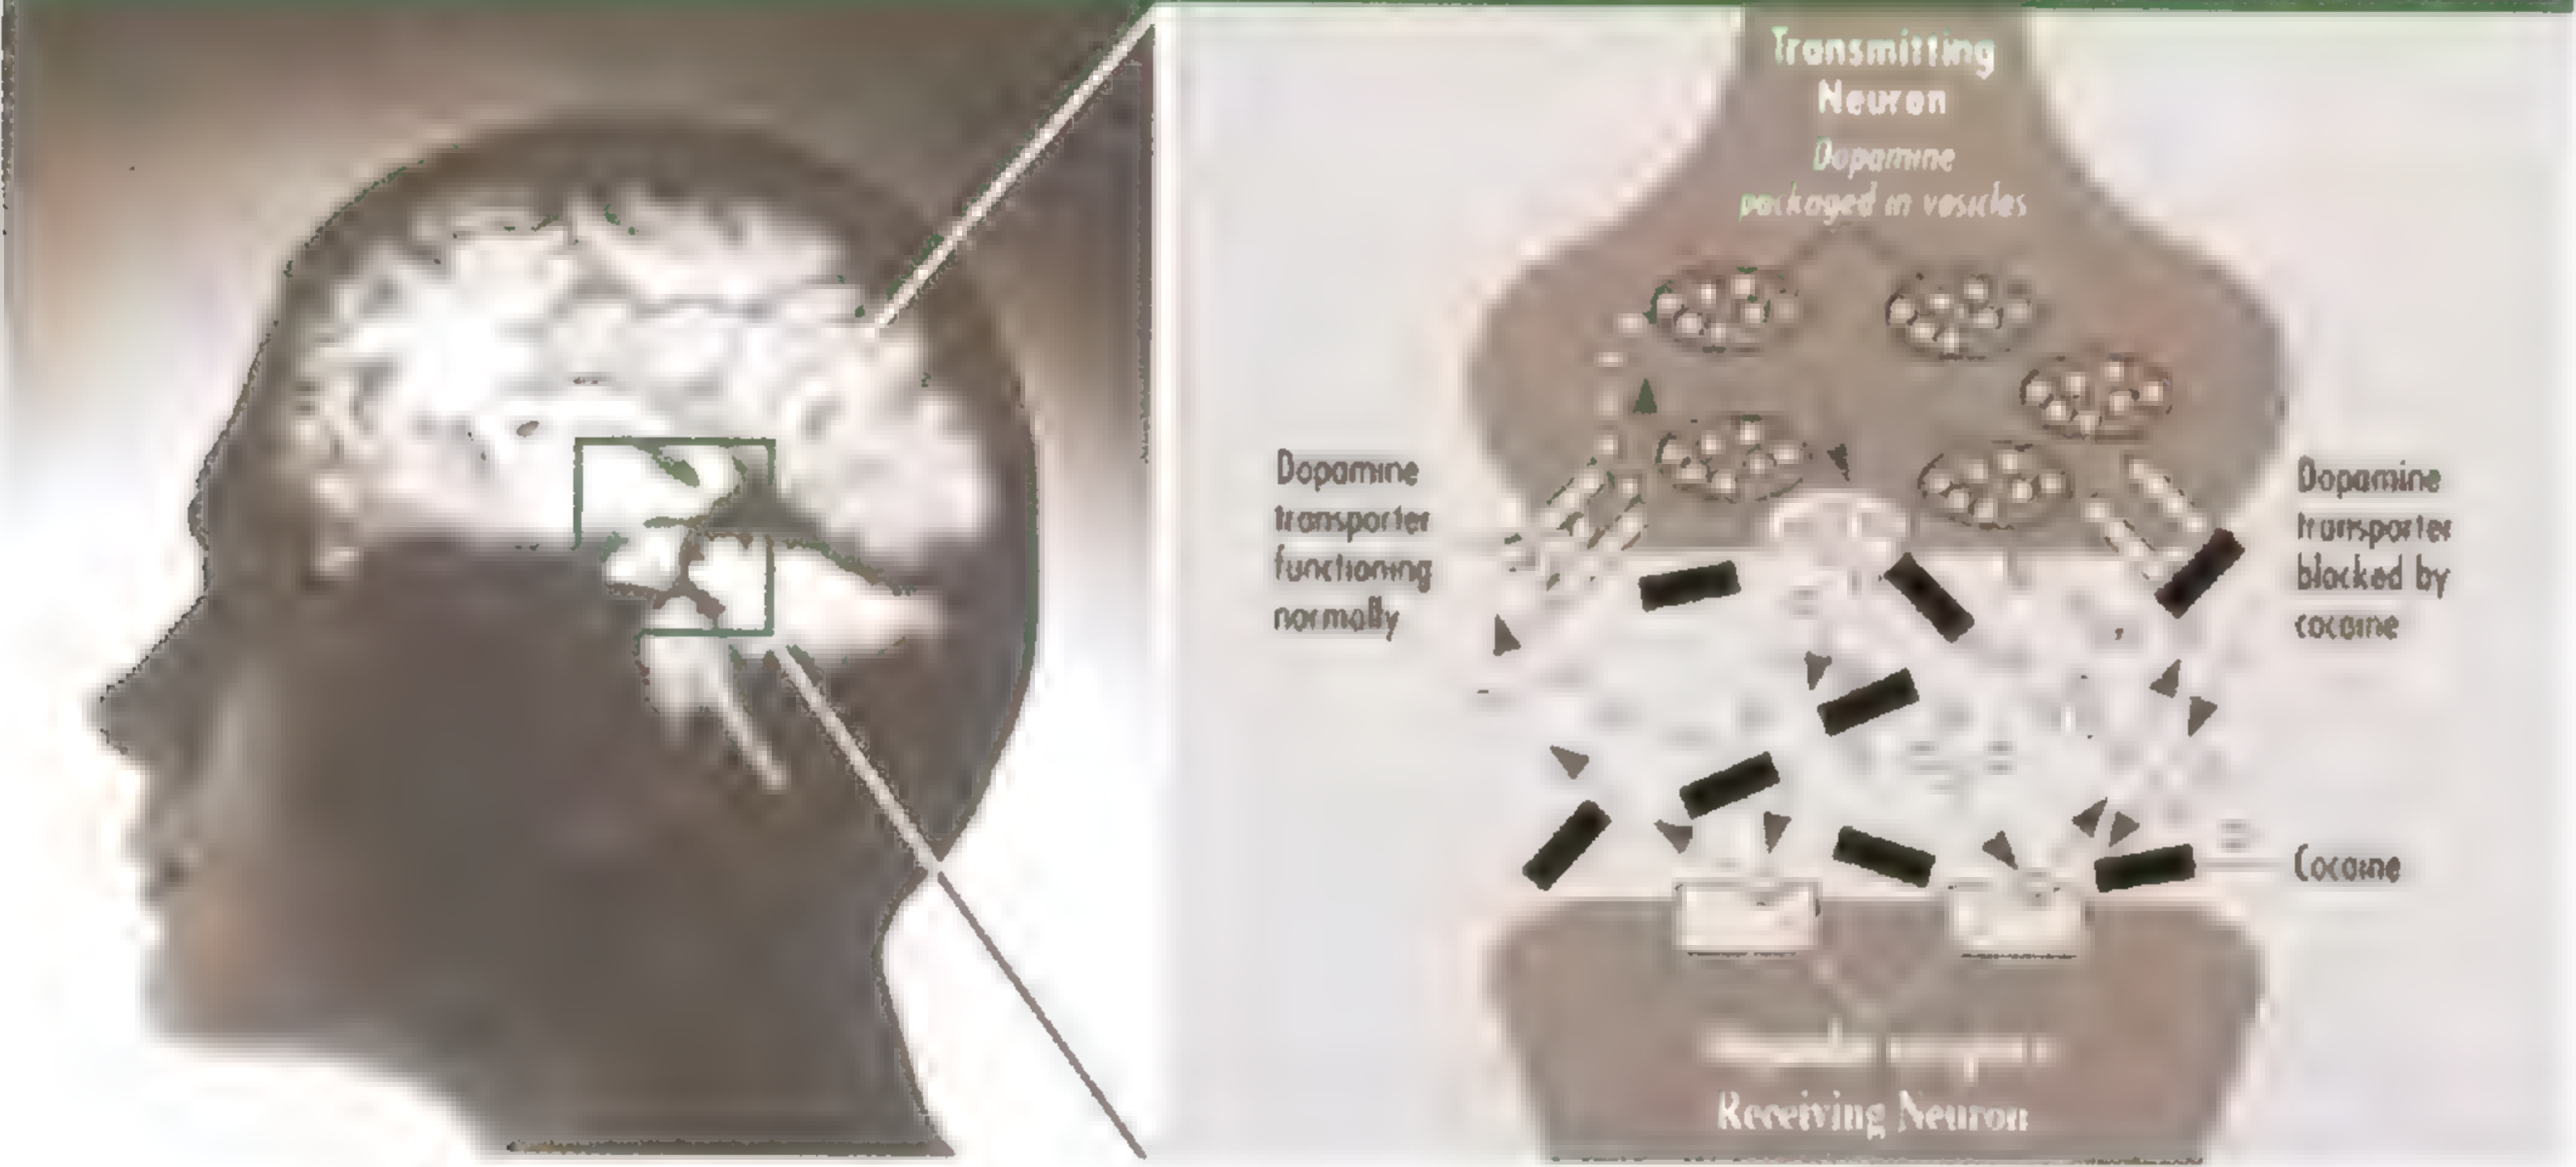 Transmitting
Neuron
Dopamine
packaged in vesicles
Dopamine
transporter
functioning
normally
Dopamine
transporter
blocked by
cocaine
Cocaine
Receiving Neuron